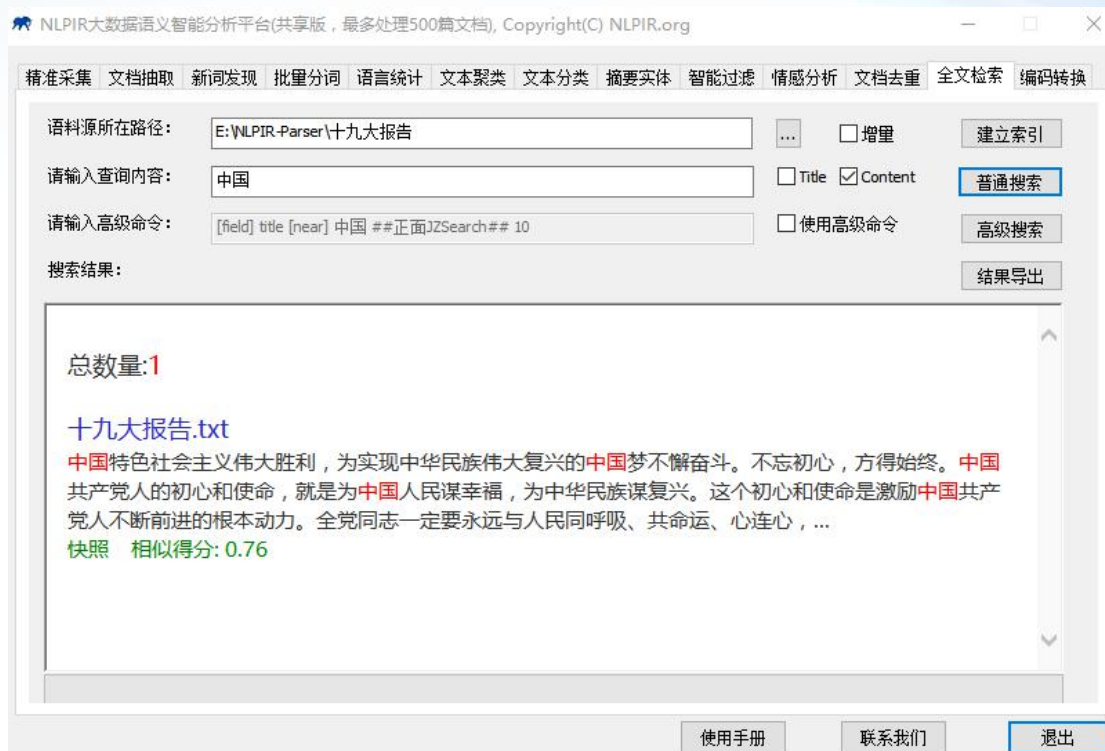 NLPIR大数据语义智能分析平台(共享版，最多处理500篇文档), Copyright(C) NLPIR.org
精准采集 文档抽取 新词发现 批量分词 语言统计 文本聚类 文本分类 摘要实体 智能过滤 情感分析 文档去重 全文检索 编码转换
语料源所在路径： E:\NLPIR-Parser\十九大报告 ... 增量 建立索引
请输入查询内容： 中国 Title Content 普通搜索
请输入高级命令： [field] title [near] 中国 ##正面JZSearch## 10 使用高级命令 高级搜索
搜索结果： 结果导出
总数量:1
十九大报告.txt
中国特色社会主义伟大胜利，为实现中华民族伟大复兴的中国梦不懈奋斗。不忘初心，方得始终。中国
共产党人的初心和使命，就是为中国人民谋幸福，为中华民族谋复兴。这个初心和使命是激励中国共产
党人不断前进的根本动力。全党同志一定要永远与人民同呼吸、共命运、心连心，...
快照 相似得分: 0.76
使用手册 联系我们 退出